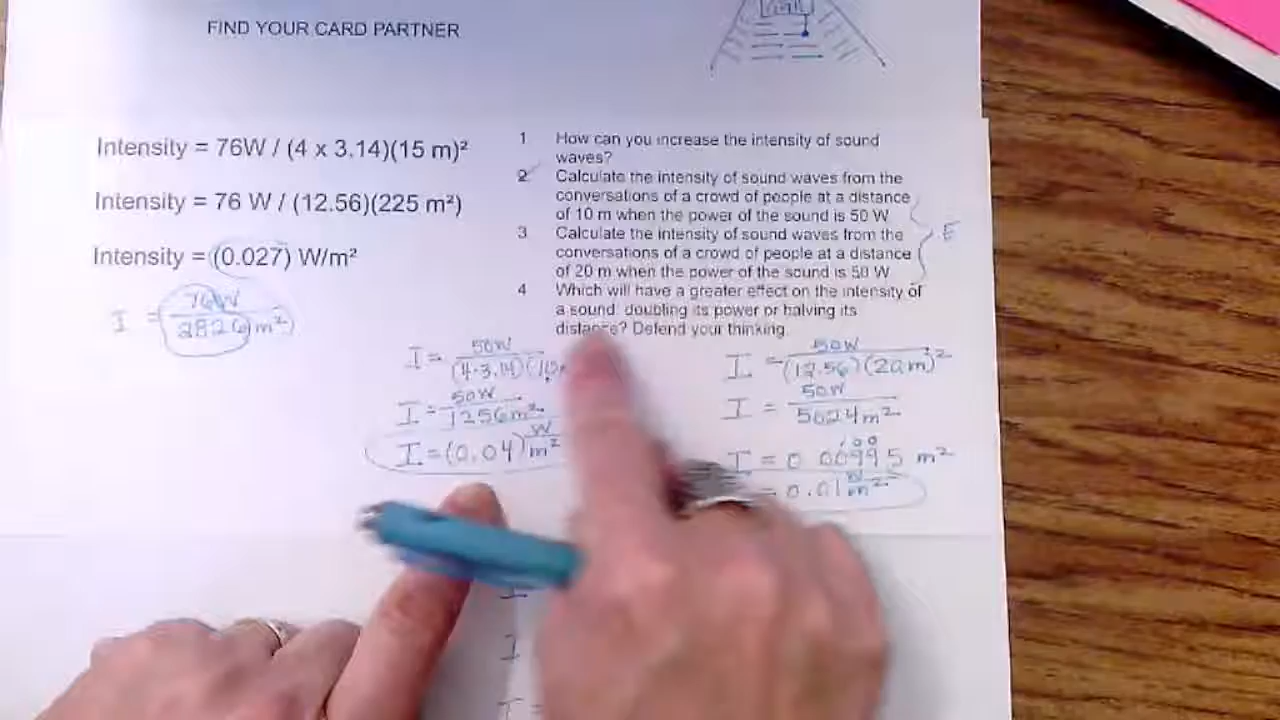 FIND YOUR CARD PARTNER
Intensity = 76W / (4 x 3.14)(15 m)²
Intensity = 76 W / (12.56)(225 m²)
Intensity = (0.027) W/m²
I = 76W
2826 m²
1 How can you increase the intensity of sound
waves?
2 Calculate the intensity of sound waves from the
conversations of a crowd of people at a distance
of 10 m when the power of the sound is 50 W
3 Calculate the intensity of sound waves from the
conversations of a crowd of people at a distance
of 20 m when the power of the sound is 50 W
E
4 Which will have a greater effect on the intensity of
a sound: doubling its power or halving its
distance? Defend your thinking.
I = 50W
(4·3.14)(10
I = 50W
1256m²
I = (0.04) W
m²
I = 50W
(12.56)(20m)²
I = 50W
5024m²
I = 0.00995 m²
= 0.01 W
m²
I
I
I